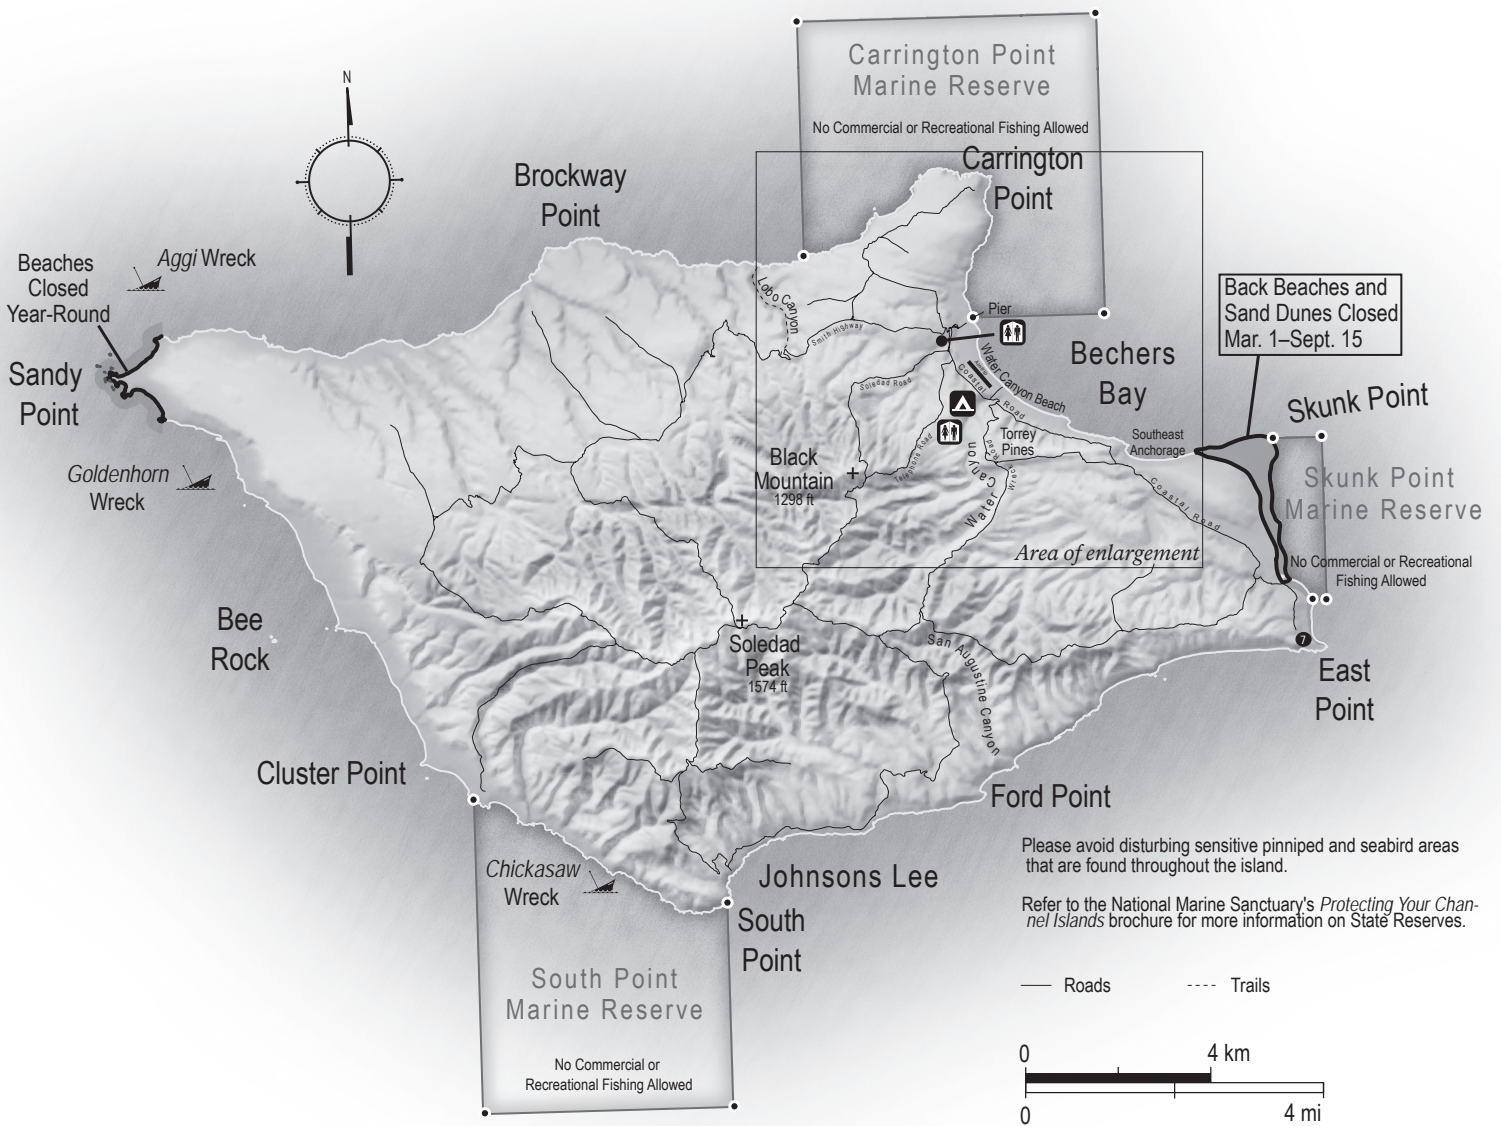 Carrington Point
Marine Reserve
No Commercial or Recreational Fishing Allowed
N
Carrington
Point
Brockway
Point
Aggi Wreck
Beaches
Closed
Year-Round
Lobo Canyon
Back Beaches and
Sand Dunes Closed
Mar. 1–Sept. 15
Pier
Smith Highway
Bechers
Bay
Water Canyon Beach
Coastal Road
Soledad Road
Sandy
Point
Skunk Point
Southeast
Anchorage
Torrey
Pines
Telephone Road
Water Canyon
Black
Mountain
1298 ft
Goldenhorn
Wreck
Skunk Point
Marine Reserve
Coastal Road
Area of enlargement
No Commercial or Recreational
Fishing Allowed
Bee
Rock
Soledad
Peak
1574 ft
San Augustine Canyon
7
East
Point
Cluster Point
Ford Point
Please avoid disturbing sensitive pinniped and seabird areas
that are found throughout the island.
Chickasaw
Wreck
Johnsons Lee
Refer to the National Marine Sanctuary's Protecting Your Chan-
nel Islands brochure for more information on State Reserves.
South
Point
South Point
Marine Reserve
Roads
Trails
No Commercial or
Recreational Fishing Allowed
0
4 km
0
4 mi